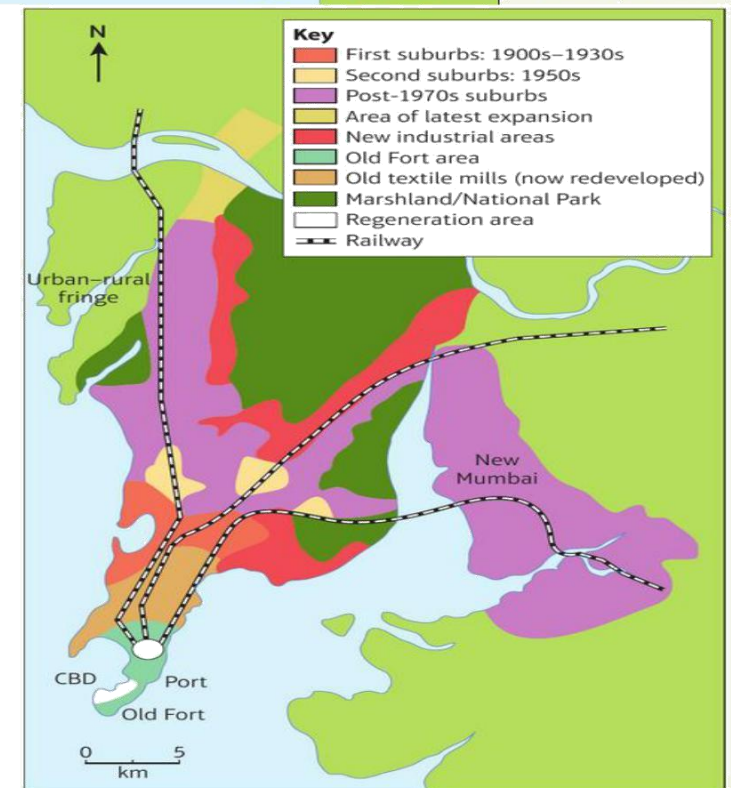 N
Key
First suburbs: 1900s–1930s
Second suburbs: 1950s
Post-1970s suburbs
Area of latest expansion
New industrial areas
Old Fort area
Old textile mills (now redeveloped)
Marshland/National Park
Regeneration area
Railway
Urban–rural
fringe
New
Mumbai
CBD
Port
Old Fort
0 5
km